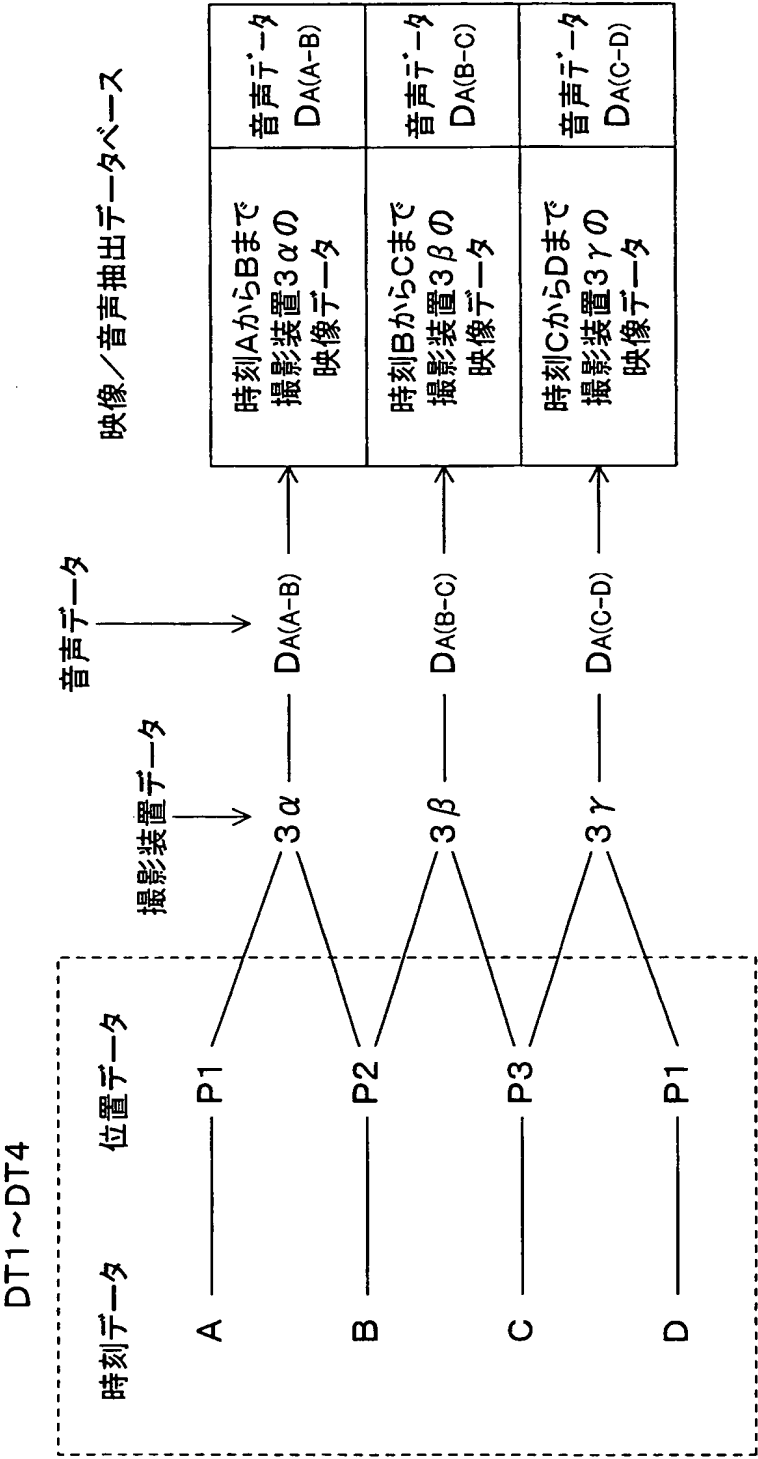 DT1～DT4
時刻データ
位置データ
撮影装置データ
音声データ
映像／音声抽出データベース
A
P1
3α
DA(A-B)
時刻AからBまで
撮影装置3αの
映像データ
音声データ
DA(A-B)
B
P2
3β
DA(B-C)
時刻BからCまで
撮影装置3βの
映像データ
音声データ
DA(B-C)
C
P3
3γ
DA(C-D)
時刻CからDまで
撮影装置3γの
映像データ
音声データ
DA(C-D)
D
P1